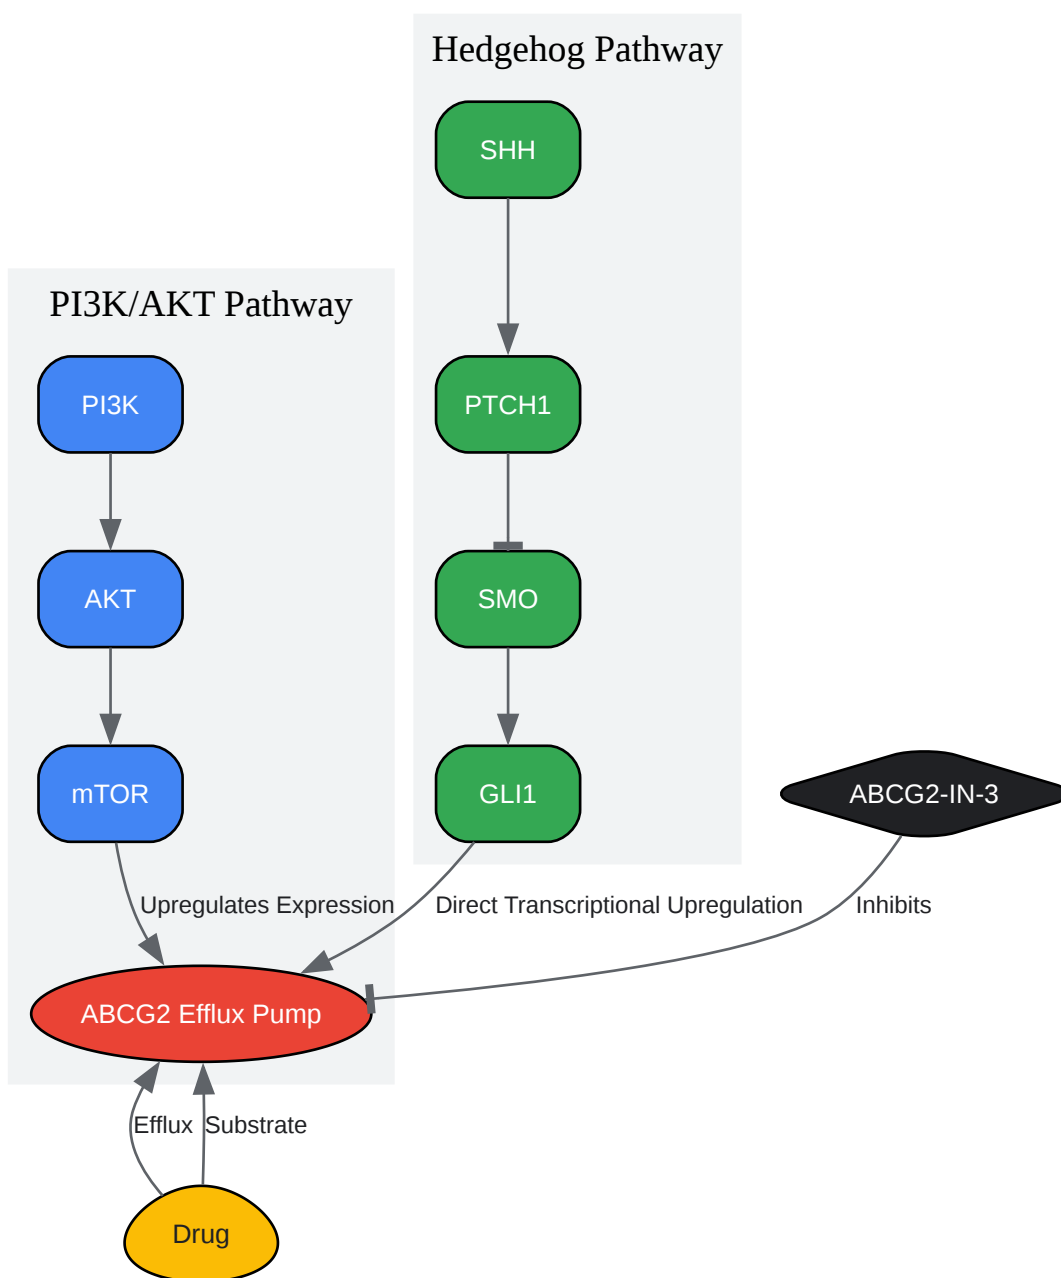 Hedgehog Pathway
SHH
PI3K/AKT Pathway
PI3K
PTCH1
AKT
SMO
mTOR
GLI1
ABCG2-IN-3
Upregulates Expression
Direct Transcriptional Upregulation
Inhibits
ABCG2 Efflux Pump
Efflux
Substrate
Drug